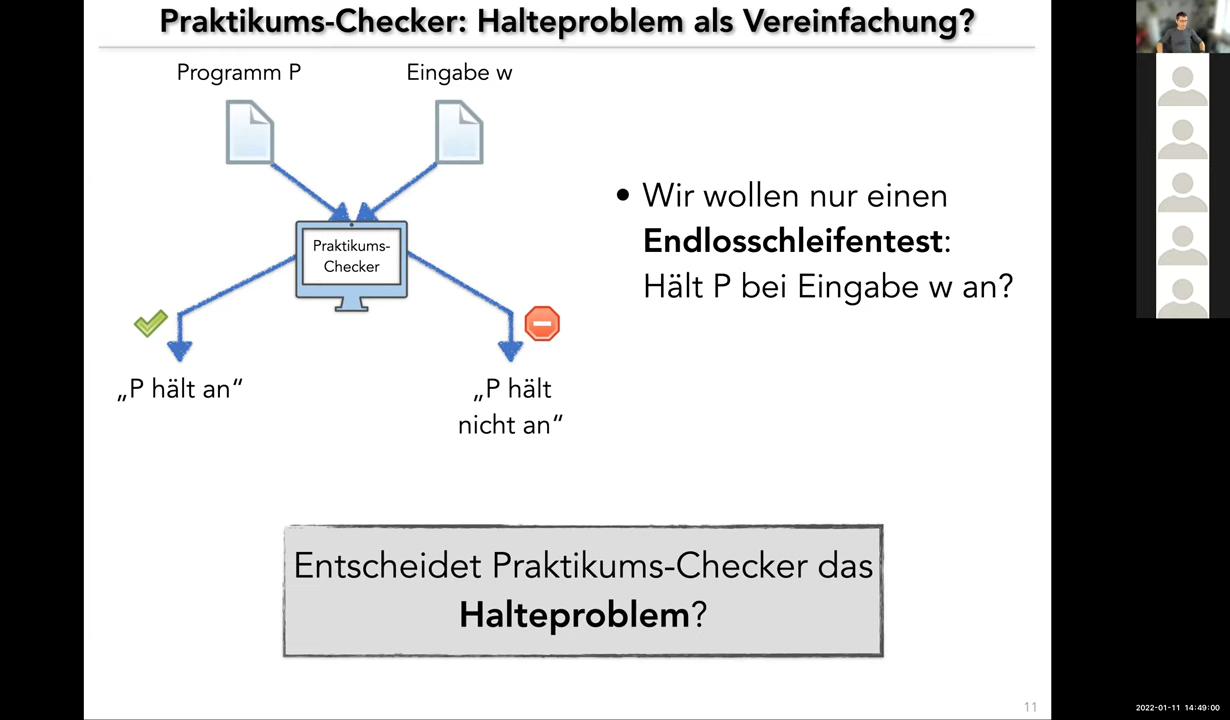 Praktikums-Checker: Halteproblem als Vereinfachung?
Programm P
Eingabe w
Praktikums-
Checker
• Wir wollen nur einen
Endlosschleifentest:
Hält P bei Eingabe w an?
„P hält an“
„P hält
nicht an“
Entscheidet Praktikums-Checker das
Halteproblem?
11
2022-01-11 14:49:00